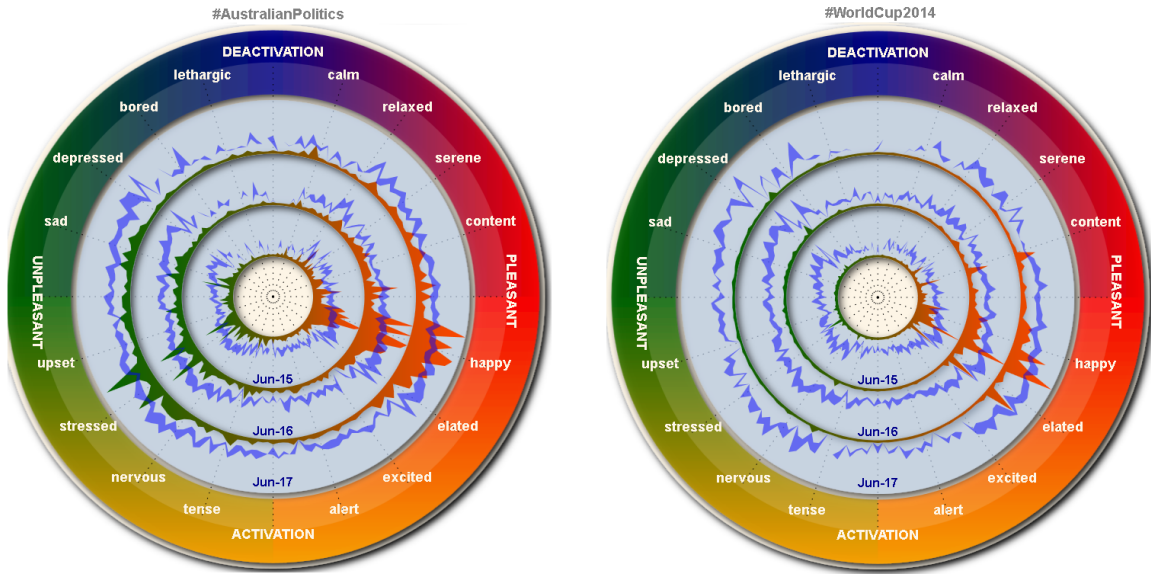 #AustralianPolitics
DEACTIVATION
lethargic
calm
bored
relaxed
depressed
serene
sad
content
UNPLEASANT
PLEASANT
upset
happy
stressed
elated
nervous
excited
tense
alert
ACTIVATION
Jun-15
Jun-16
Jun-17
#WorldCup2014
DEACTIVATION
lethargic
calm
bored
relaxed
depressed
serene
sad
content
UNPLEASANT
PLEASANT
upset
happy
stressed
elated
nervous
excited
tense
alert
ACTIVATION
Jun-15
Jun-16
Jun-17